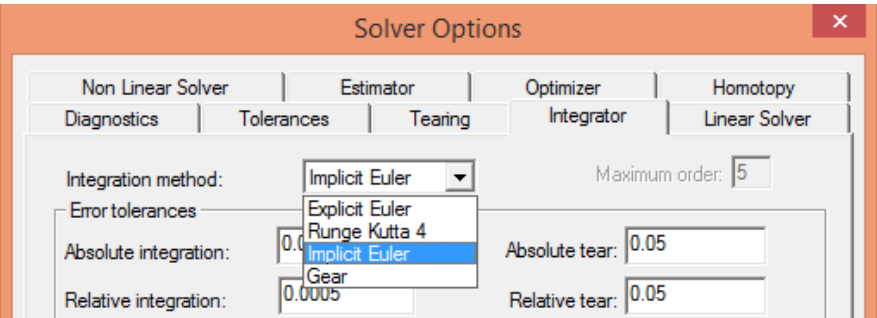 Solver Options
×
Non Linear Solver Estimator Optimizer Homotopy
Diagnostics Tolerances Tearing Integrator Linear Solver
Integration method: Implicit Euler Maximum order: 5
Error tolerances
Explicit Euler
Runge Kutta 4
Absolute integration: Implicit Euler Absolute tear: 0.05
Gear
Relative integration: 0.0005 Relative tear: 0.05